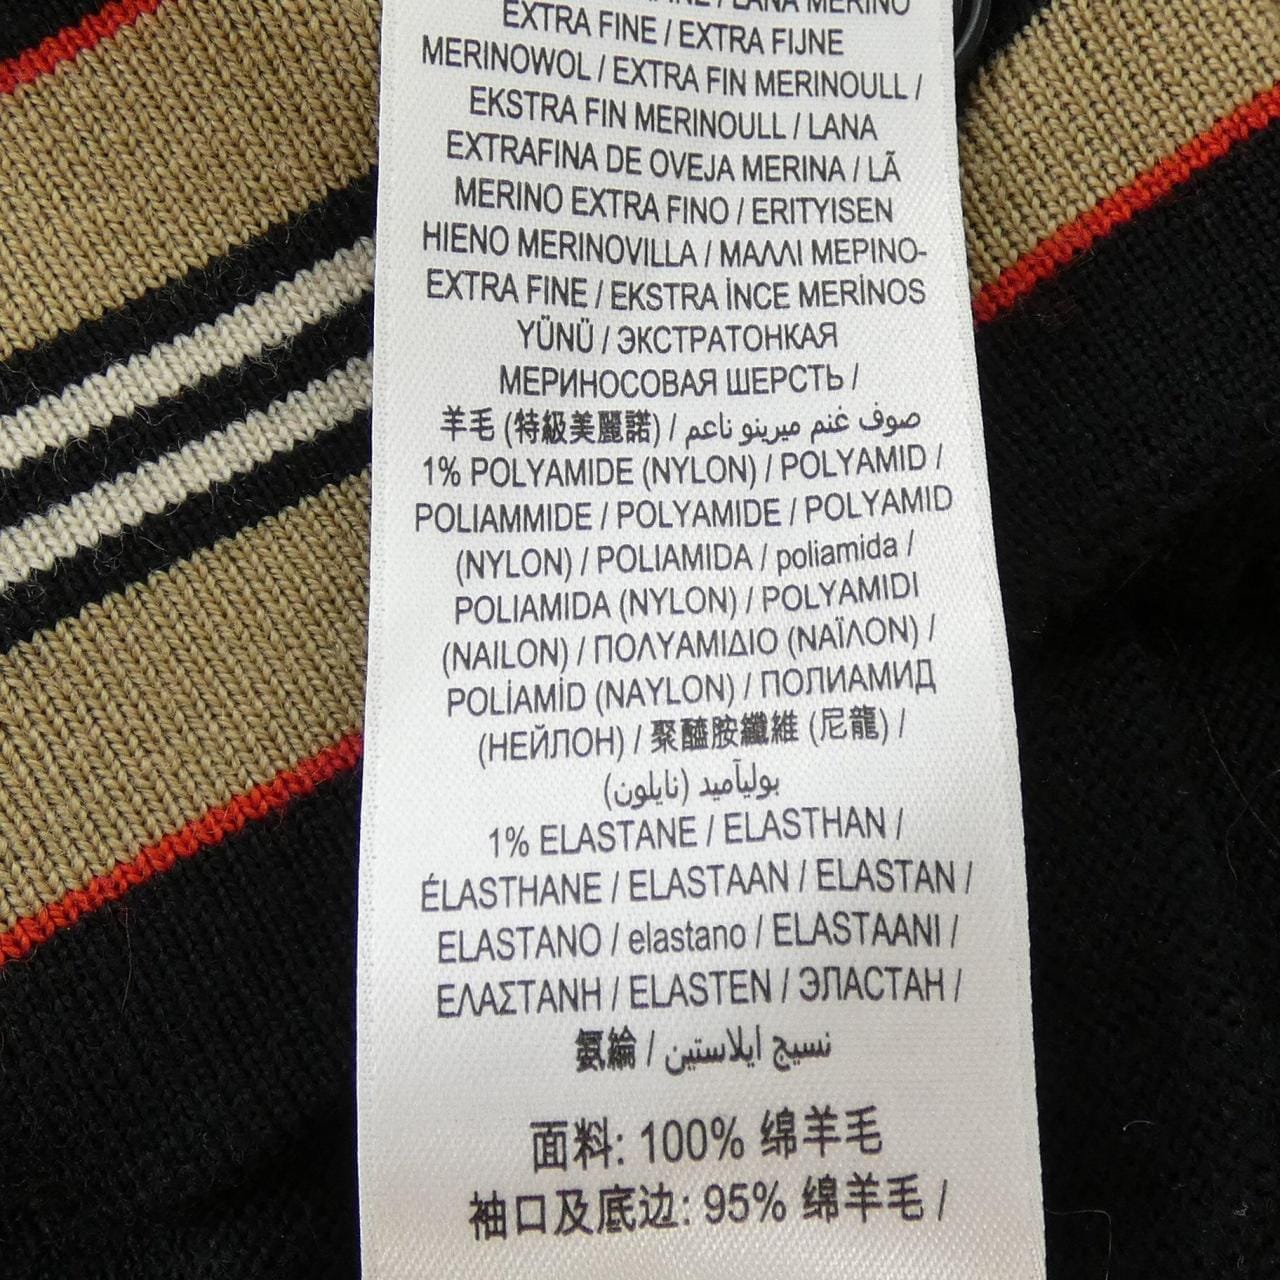 / LANA MERINO
EXTRA FINE / EXTRA FIJNE
MERINOWOL / EXTRA FIN MERINOULL /
EKSTRA FIN MERINOULL / LANA
EXTRAFINA DE OVEJA MERINA / LÃ
MERINO EXTRA FINO / ERITYISEN
HIENO MERINOVILLA / ΜΑΛΛΙ ΜΕΡΙΝΟ-
EXTRA FINE / EKSTRA İNCE MERİNOS
YÜNÜ / ЭКСТРАТОНКАЯ
МЕРИНОСОВАЯ ШЕРСТЬ /
羊毛 (特級美麗諾) / صوف غنم ميرينو ناعم
1% POLYAMIDE (NYLON) / POLYAMID /
POLIAMMIDE / POLYAMIDE / POLYAMID
(NYLON) / POLIAMIDA / poliamida /
POLIAMIDA (NYLON) / POLYAMIDI
(NAILON) / ΠΟΛΥΑΜΙΔΙΟ (ΝΑΪΛΟΝ) /
POLİAMİD (NAYLON) / ПОЛИАМИД
(НЕЙЛОН) / 聚醯胺纖維 (尼龍) /
بوليآميد (نايلون)
1% ELASTANE / ELASTHAN /
ÉLASTHANE / ELASTAAN / ELASTAN /
ELASTANO / elastano / ELASTAANI /
ΕΛΑΣΤΑΝΗ / ELASTEN / ЭЛАСТАН /
氨綸 / نسيج ايلاستين
面料: 100% 绵羊毛
袖口及底边: 95% 绵羊毛 /